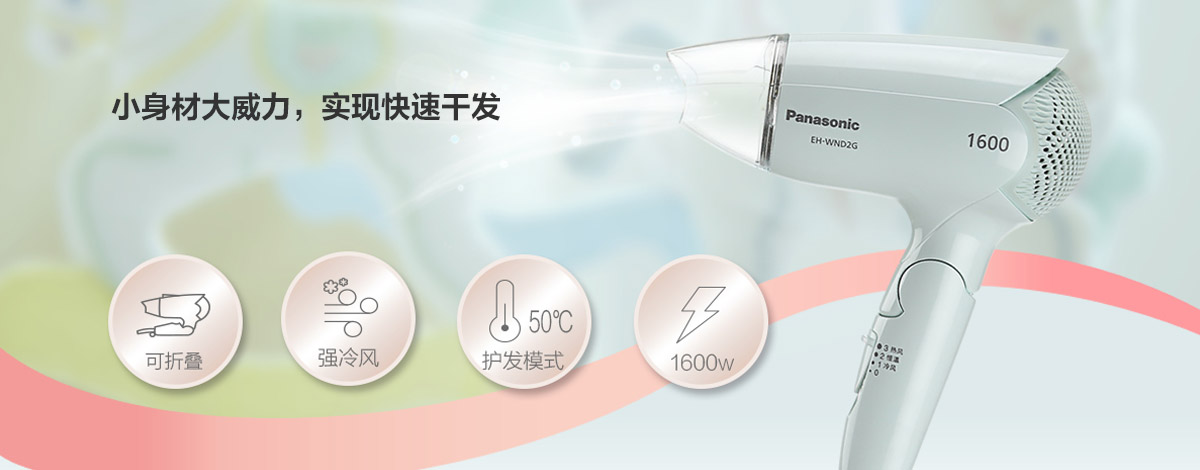 小身材大威力，实现快速干发
Panasonic
EH-WND2G
1600
可折叠
强冷风
50℃
护发模式
1600w
3 热风
2 恒温
1 冷风
0